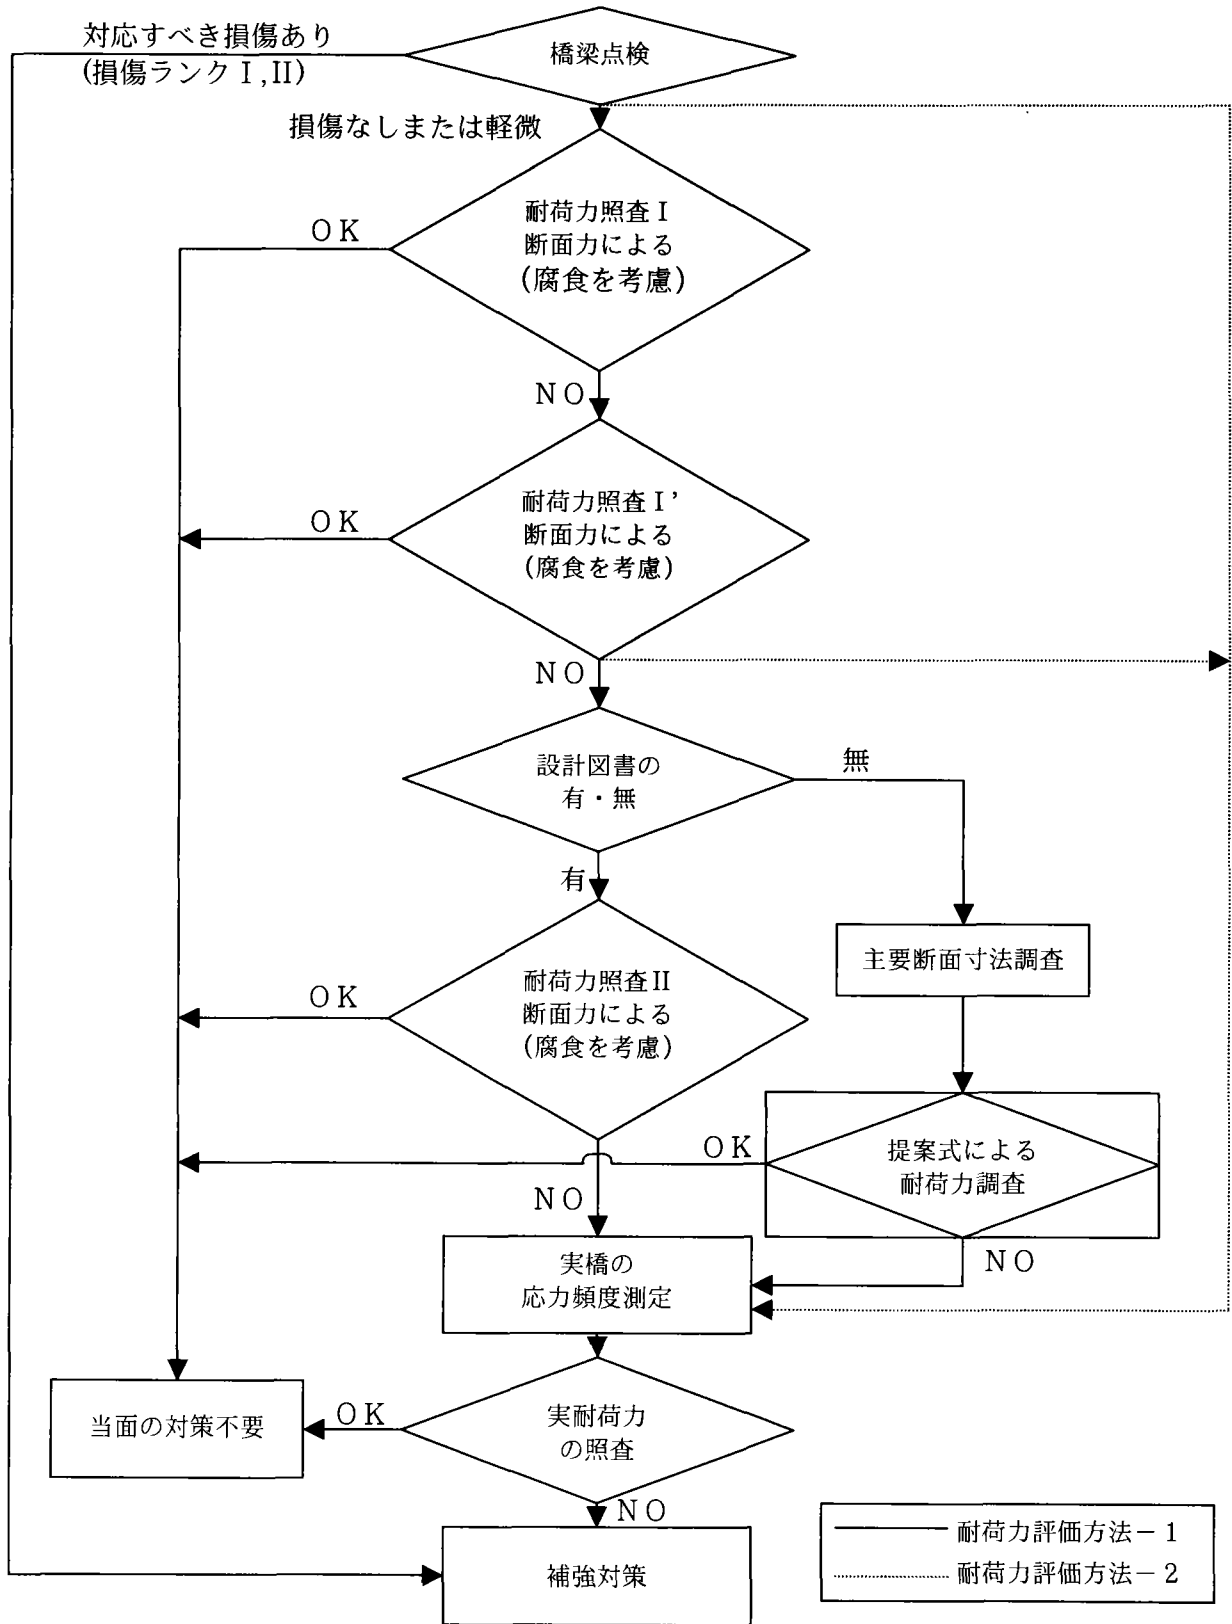 対応すべき損傷あり
(損傷ランクⅠ,Ⅱ)
橋梁点検
損傷なしまたは軽微
耐荷力照査Ⅰ
断面力による
(腐食を考慮)
OK
NO
耐荷力照査Ⅰ’
断面力による
(腐食を考慮)
OK
NO
設計図書の
有・無
無
有
主要断面寸法調査
耐荷力照査Ⅱ
断面力による
(腐食を考慮)
OK
提案式による
耐荷力調査
OK
NO
NO
実橋の
応力頻度測定
当面の対策不要
OK
実耐荷力
の照査
NO
補強対策
耐荷力評価方法-1
耐荷力評価方法-2